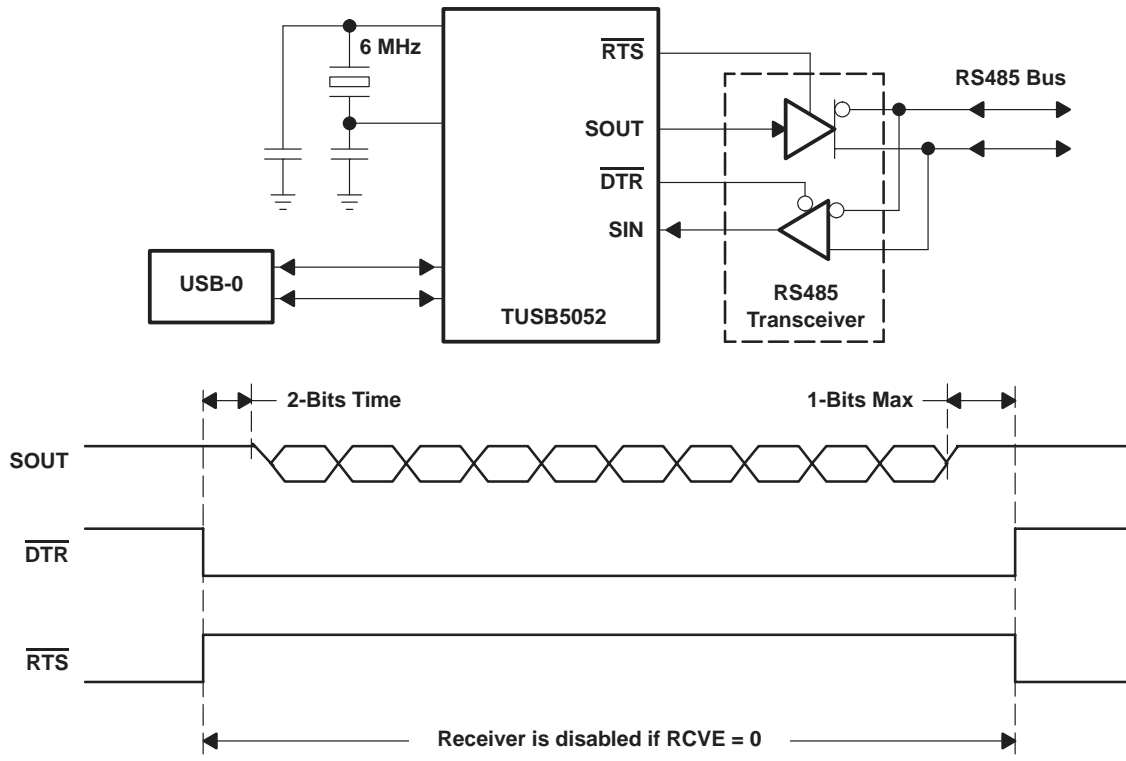 6 MHz
RTS
RS485 Bus
SOUT
DTR
SIN
USB-0
RS485
Transceiver
TUSB5052
2-Bits Time
1-Bits Max
SOUT
DTR
RTS
Receiver is disabled if RCVE = 0